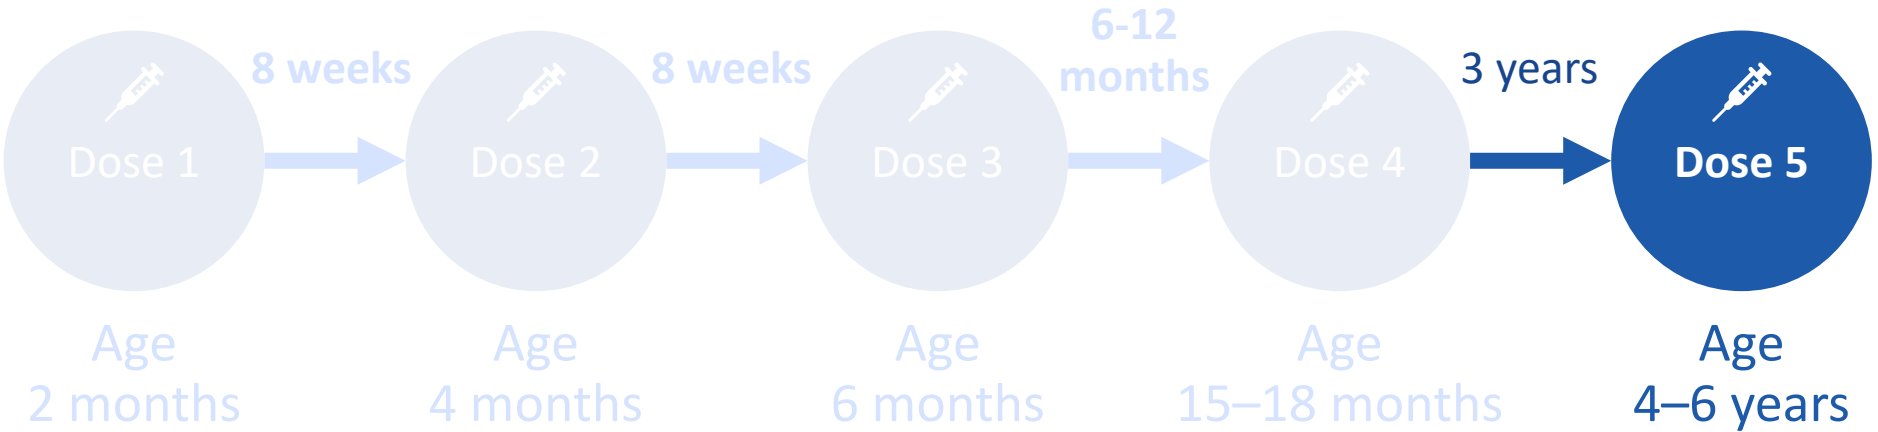 8 weeks
8 weeks
6-12
months
3 years
Dose 1
Dose 2
Dose 3
Dose 4
Dose 5
Age
2 months
Age
4 months
Age
6 months
Age
15–18 months
Age
4–6 years